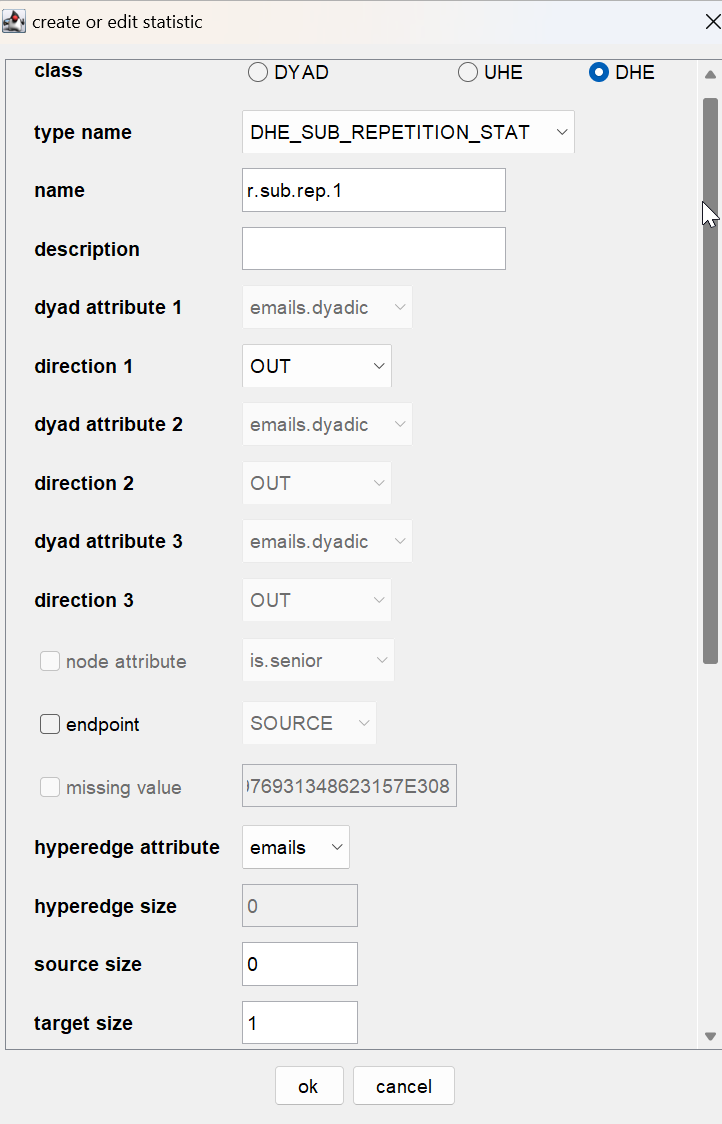 create or edit statistic
class DYAD UHE DHE
type name DHE_SUB_REPETITION_STAT
name r.sub.rep.1
description
dyad attribute 1 emails.dyadic
direction 1 OUT
dyad attribute 2 emails.dyadic
direction 2 OUT
dyad attribute 3 emails.dyadic
direction 3 OUT
node attribute is.senior
endpoint SOURCE
missing value 976931348623157E308
hyperedge attribute emails
hyperedge size 0
source size 0
target size 1
ok cancel